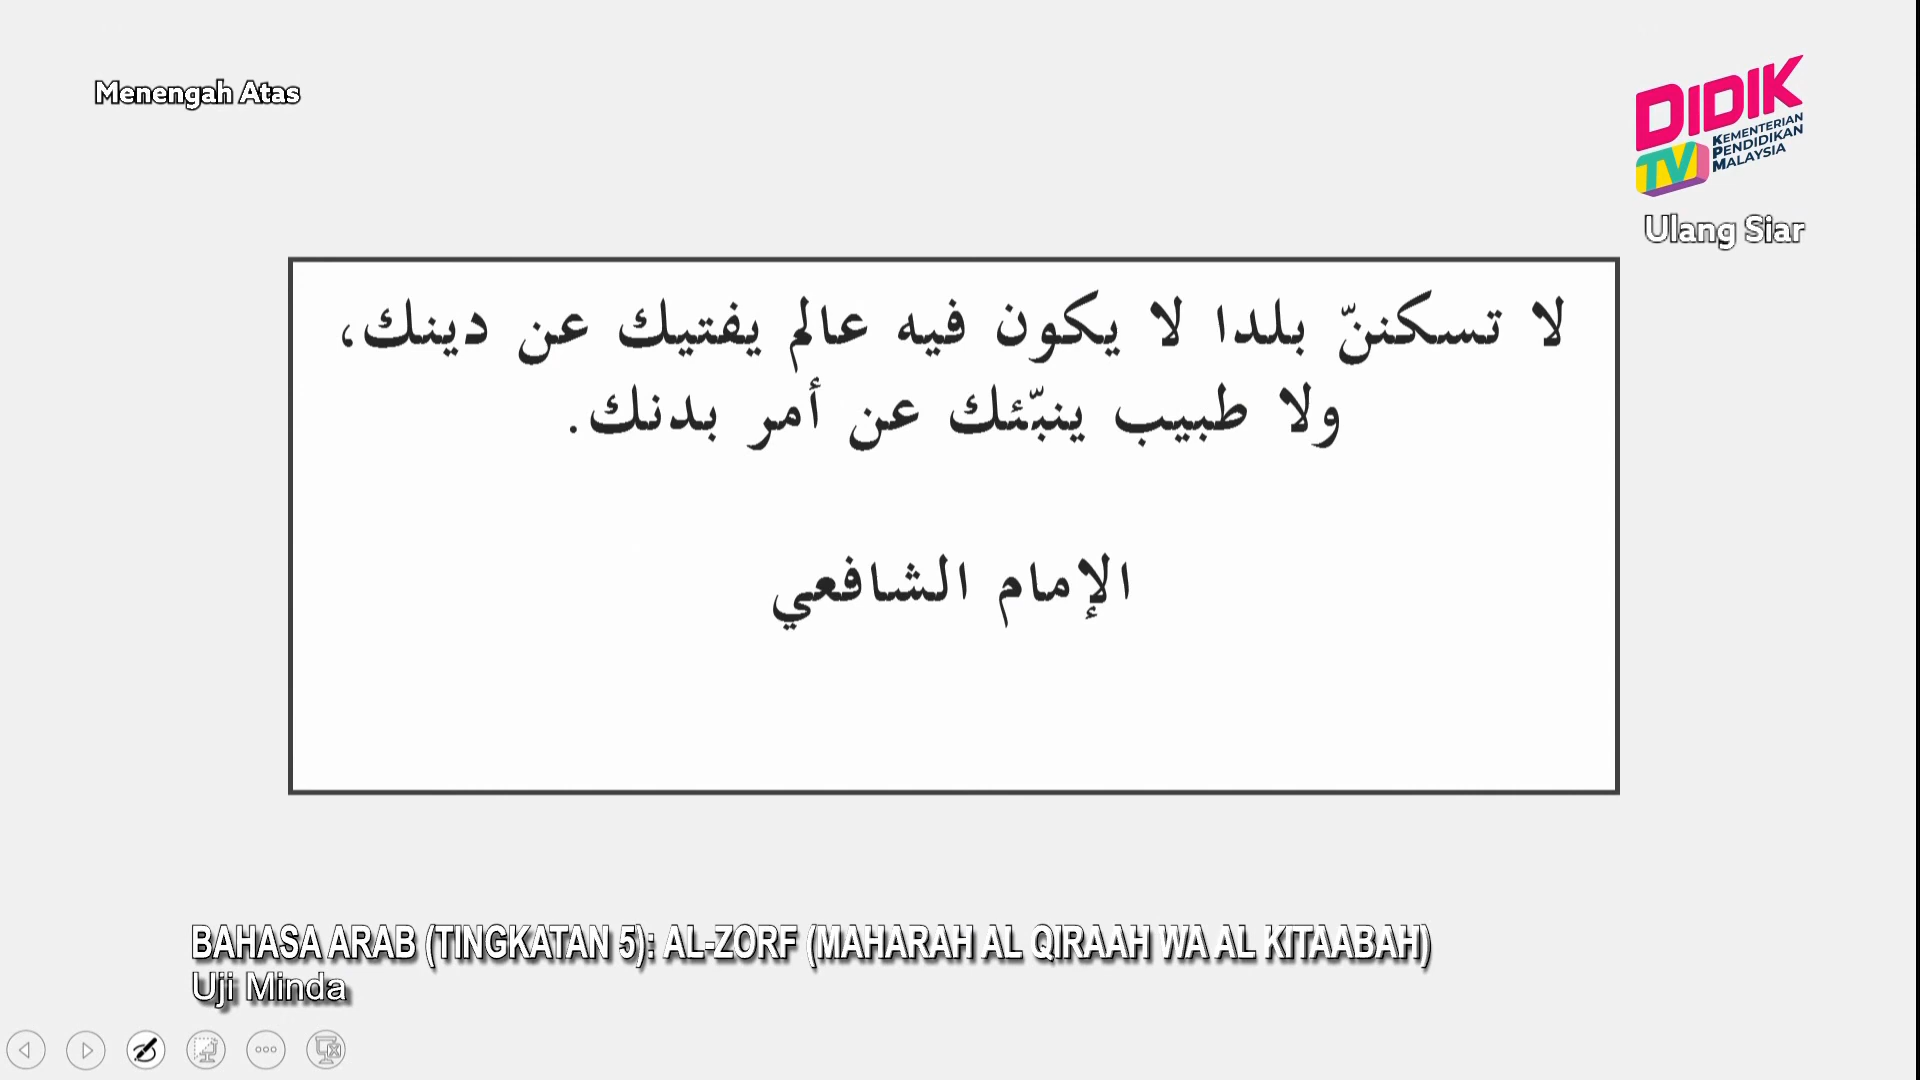 Menengah Atas
DIDIK
TV
KEMENTERIAN
PENDIDIKAN
MALAYSIA
Ulang Siar
لا تسكننّ بلدا لا يكون فيه عالم يفتيك عن دينك،
ولا طبيب ينبّئك عن أمر بدنك.
الإمام الشافعي
BAHASA ARAB (TINGKATAN 5): AL-ZORF (MAHARAH AL QIRAAH WA AL KITAABAH)
Uji Minda